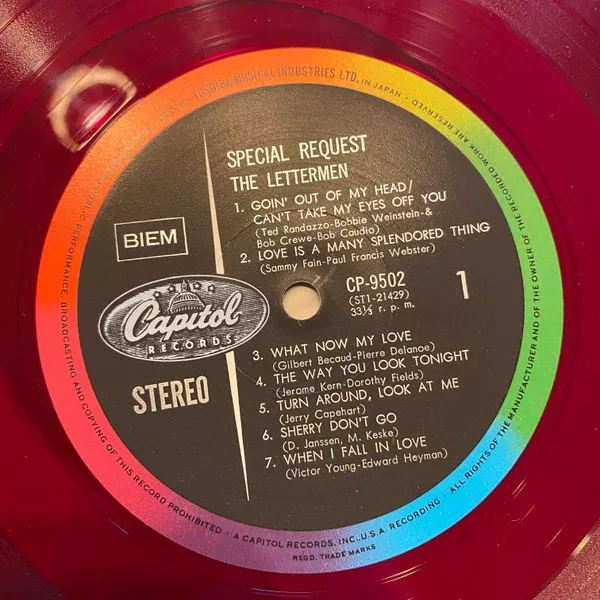 SPECIAL REQUEST
THE LETTERMEN
1. GOIN' OUT OF MY HEAD/
CAN'T TAKE MY EYES OFF YOU
(Ted Randazzo-Bobbie Weinstein-&
Bob Crewe-Bob Caudio)
2. LOVE IS A MANY SPLENDORED THING
(Sammy Fain-Paul Francis Webster)
BIEM
CP-9502
(ST1-21429)
33⅓ r. p. m.
1
Capitol
RECORDS
STEREO
3. WHAT NOW MY LOVE
(Gilbert Becaud-Pierre Delanoe)
4. THE WAY YOU LOOK TONIGHT
(Jerome Kern-Dorothy Fields)
5. TURN AROUND, LOOK AT ME
(Jerry Capehart)
6. SHERRY DON'T GO
(D. Janssen, M. Keske)
7. WHEN I FALL IN LOVE
(Victor Young-Edward Heyman)
BY TOSHIBA MUSICAL INDUSTRIES LTD. IN JAPAN · ALL RIGHTS OF THE MANUFACTURER AND OF THE OWNER OF THE RECORDED WORK ARE RESERVED
PUBLIC PERFORMANCE, BROADCASTING AND COPYING OF THIS RECORD PROHIBITED · A CAPITOL RECORDS, INC., U.S.A. RECORDING.
REGD. TRADE MARKS